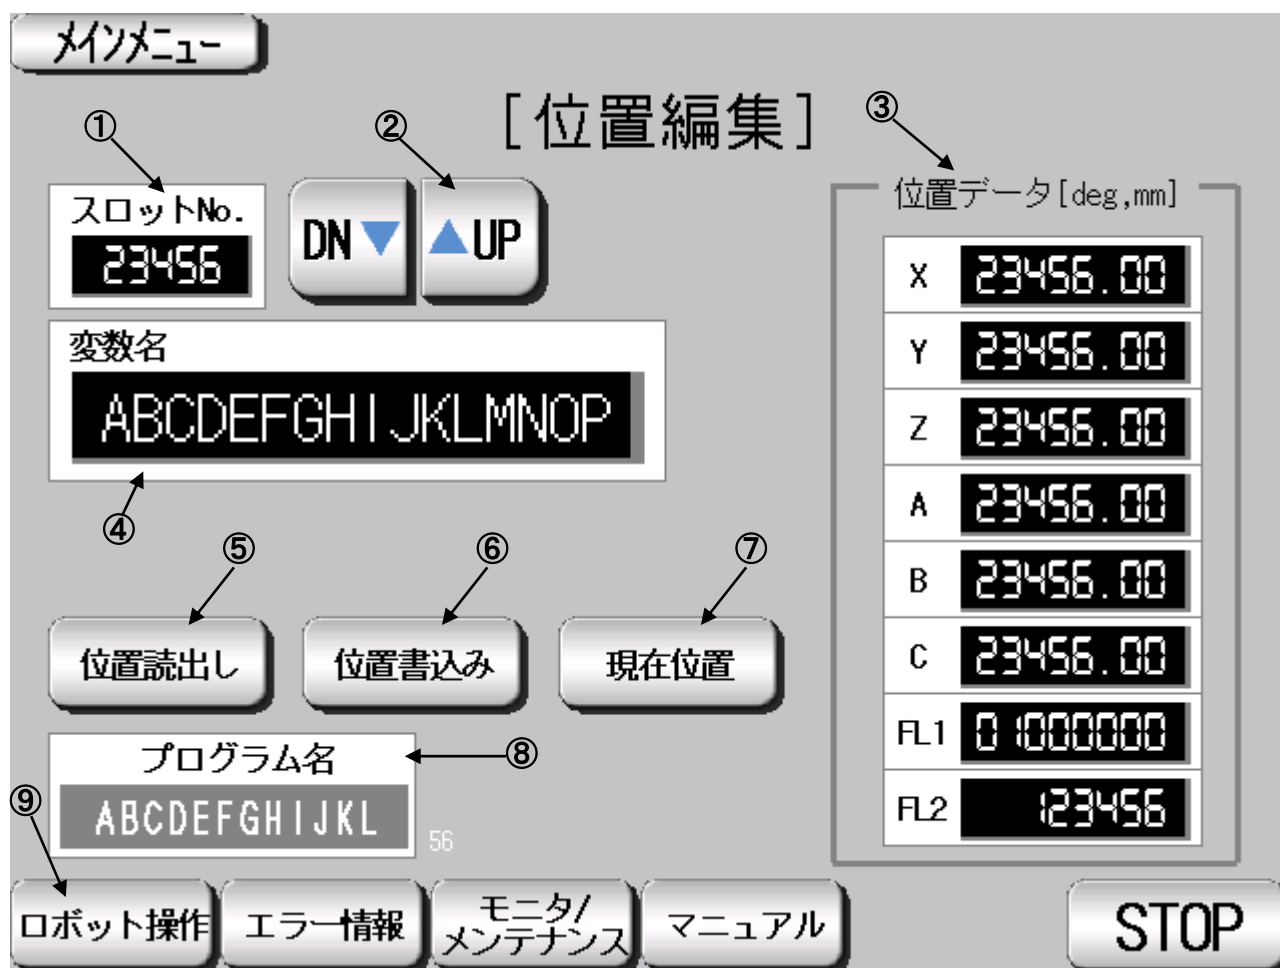 メインメニュー
[位置編集]
① ② ③
スロットNo.
23456
DN▼ ▲UP
変数名
ABCDEFGHIJKLMNOP
④
位置データ[deg,mm]
X 23456.00
Y 23456.00
Z 23456.00
A 23456.00
B 23456.00
C 23456.00
FL1 01000000
FL2 123456
⑤ ⑥ ⑦
位置読出し 位置書込み 現在位置
プログラム名 ⑧
ABCDEFGHIJKL 56
⑨
ロボット操作 エラー情報 モニタ/
メンテナンス マニュアル STOP